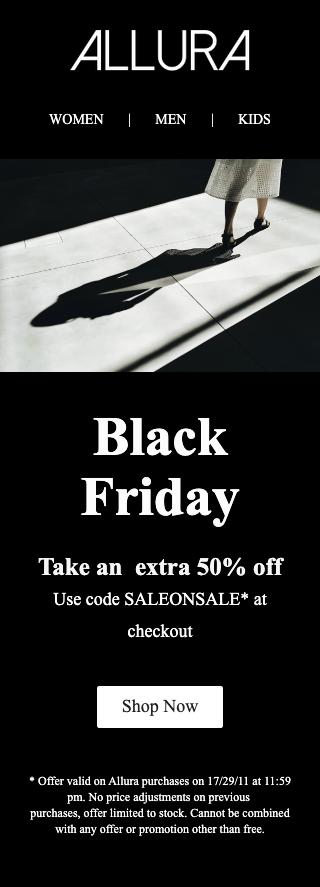 ALLURA
WOMEN | MEN | KIDS
Black
Friday
Take an  extra 50% off
Use code SALEONSALE* at
checkout
Shop Now
* Offer valid on Allura purchases on 17/29/11 at 11:59
pm. No price adjustments on previous
purchases, offer limited to stock. Cannot be combined
with any offer or promotion other than free.